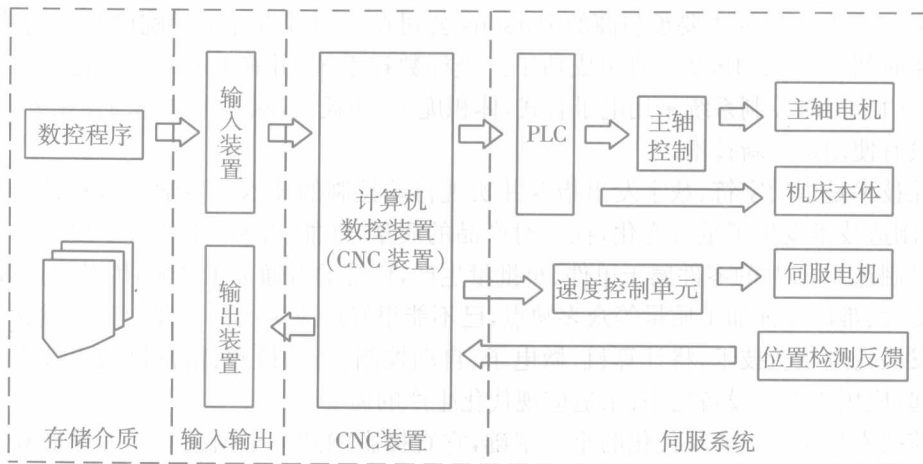 数控程序
输入装置
输出装置
计算机
数控装置
(CNC 装置)
PLC
主轴
控制
主轴电机
机床本体
速度控制单元
伺服电机
位置检测反馈
存储介质
输入输出
CNC装置
伺服系统